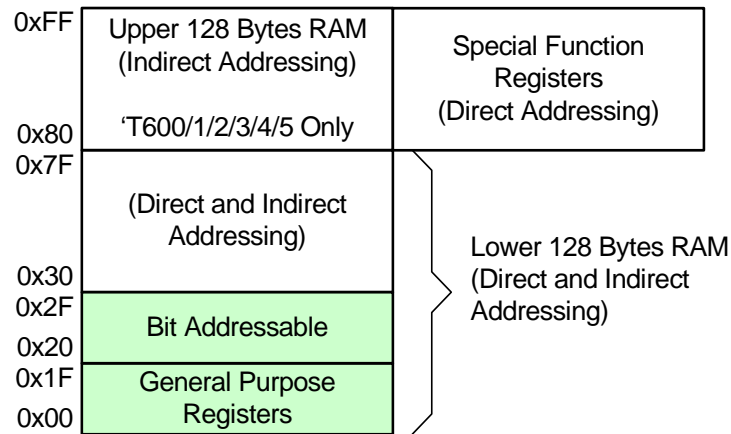 0xFF
Upper 128 Bytes RAM
(Indirect Addressing)
‘T600/1/2/3/4/5 Only
0x80
Special Function
Registers
(Direct Addressing)
0x7F
(Direct and Indirect
Addressing)
0x30
0x2F
Bit Addressable
0x20
0x1F
General Purpose
Registers
0x00
Lower 128 Bytes RAM
(Direct and Indirect
Addressing)